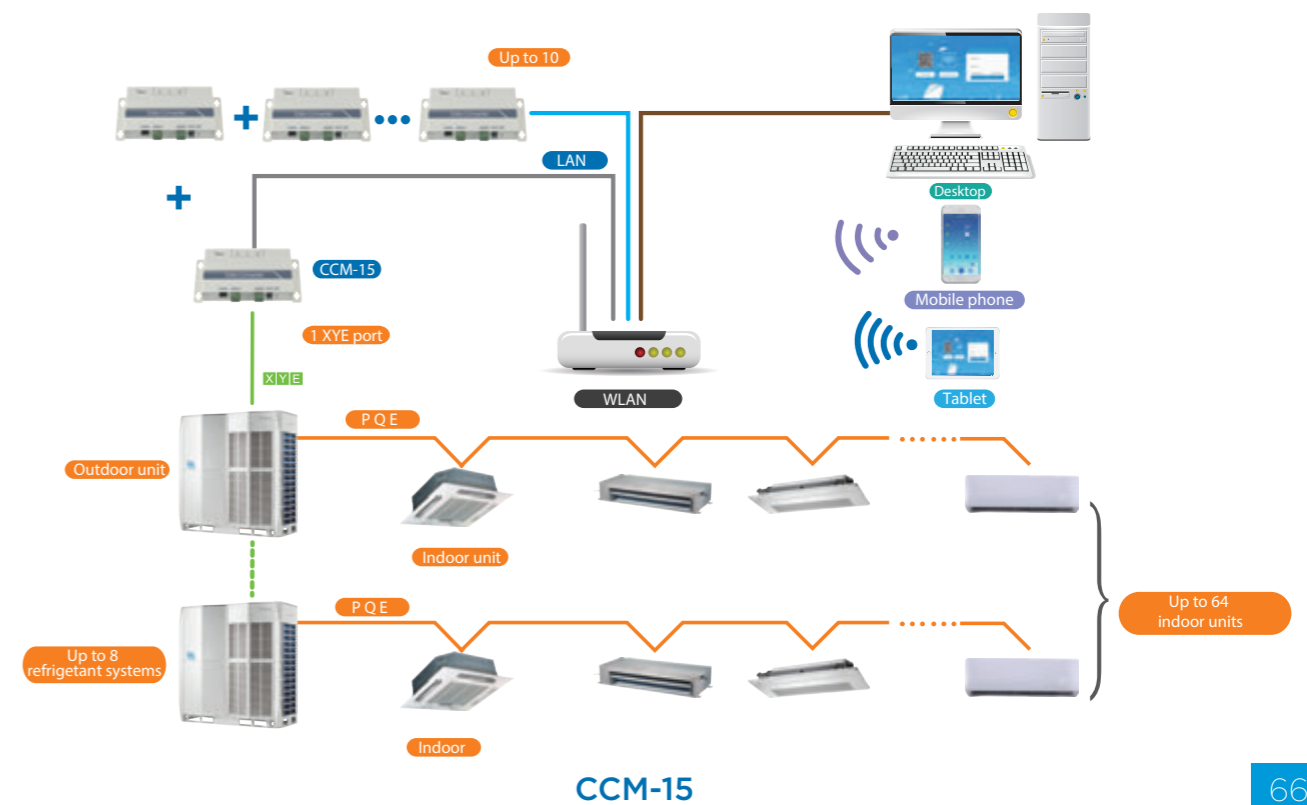 Up to 10
LAN
Desktop
CCM-15
Mobile phone
1 XYE port
X Y E
WLAN
Tablet
P Q E
Outdoor unit
Indoor unit
P Q E
Up to 64
indoor units
Up to 8
refrigetant systems
Indoor
CCM-15
66